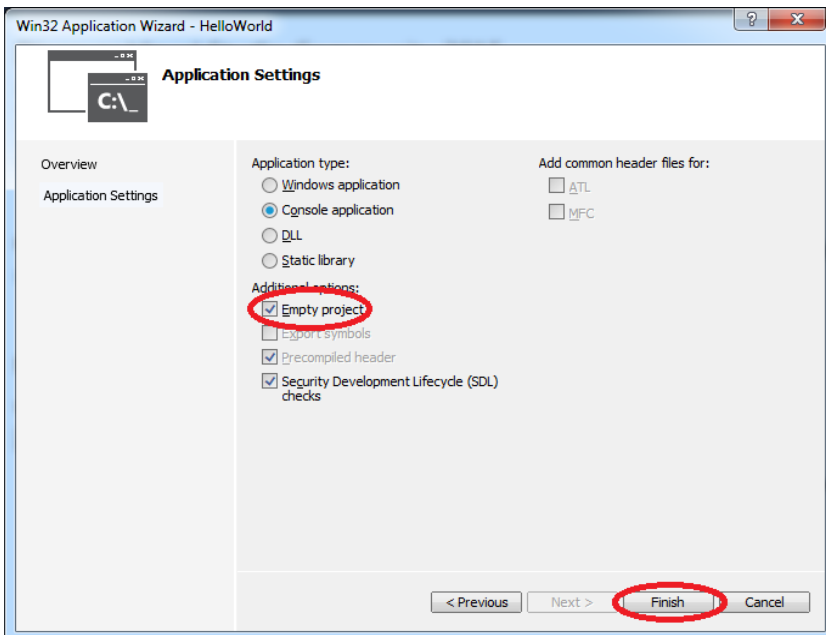 Win32 Application Wizard - HelloWorld
?
X
C:\_
Application Settings
Overview
Application Settings
Application type:
Windows application
Console application
DLL
Static library
Additional options:
Empty project
Export symbols
Precompiled header
Security Development Lifecycle (SDL)
checks
Add common header files for:
ATL
MFC
< Previous
Next >
Finish
Cancel